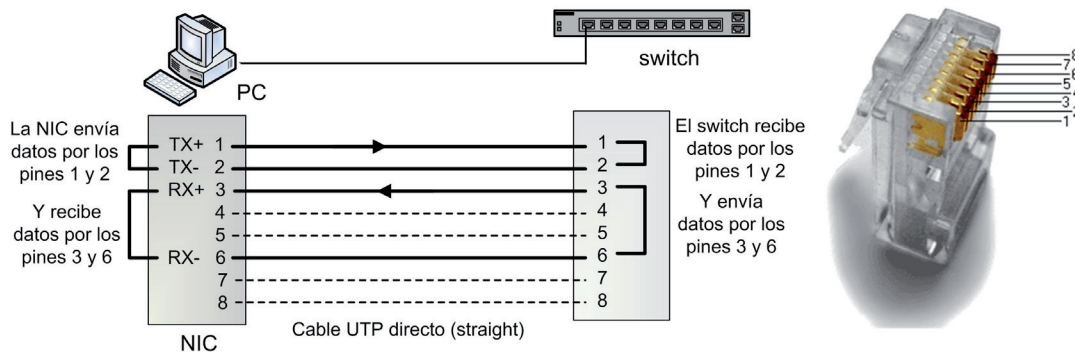 switch
PC
La NIC envía
datos por los
pines 1 y 2
Y recibe
datos por los
pines 3 y 6
TX+ 1
TX- 2
RX+ 3
4
5
RX- 6
7
8
NIC
Cable UTP directo (straight)
1
2
3
4
5
6
7
8
El switch recibe
datos por los
pines 1 y 2
Y envía
datos por los
pines 3 y 6
7
5
3
1